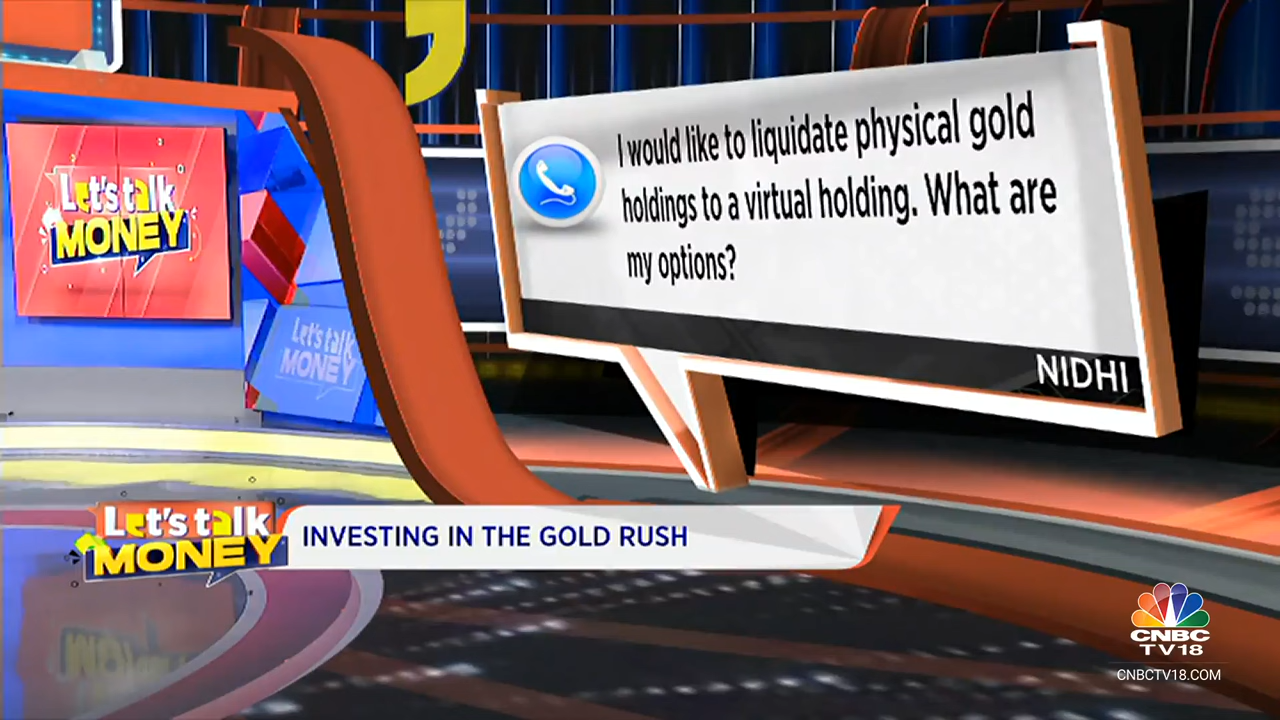 Let's talk
MONEY
Let's talk
MONEY
I would like to liquidate physical gold
holdings to a virtual holding. What are
my options?
NIDHI
Let's talk
MONEY
INVESTING IN THE GOLD RUSH
CNBC
TV18
CNBCTV18.COM